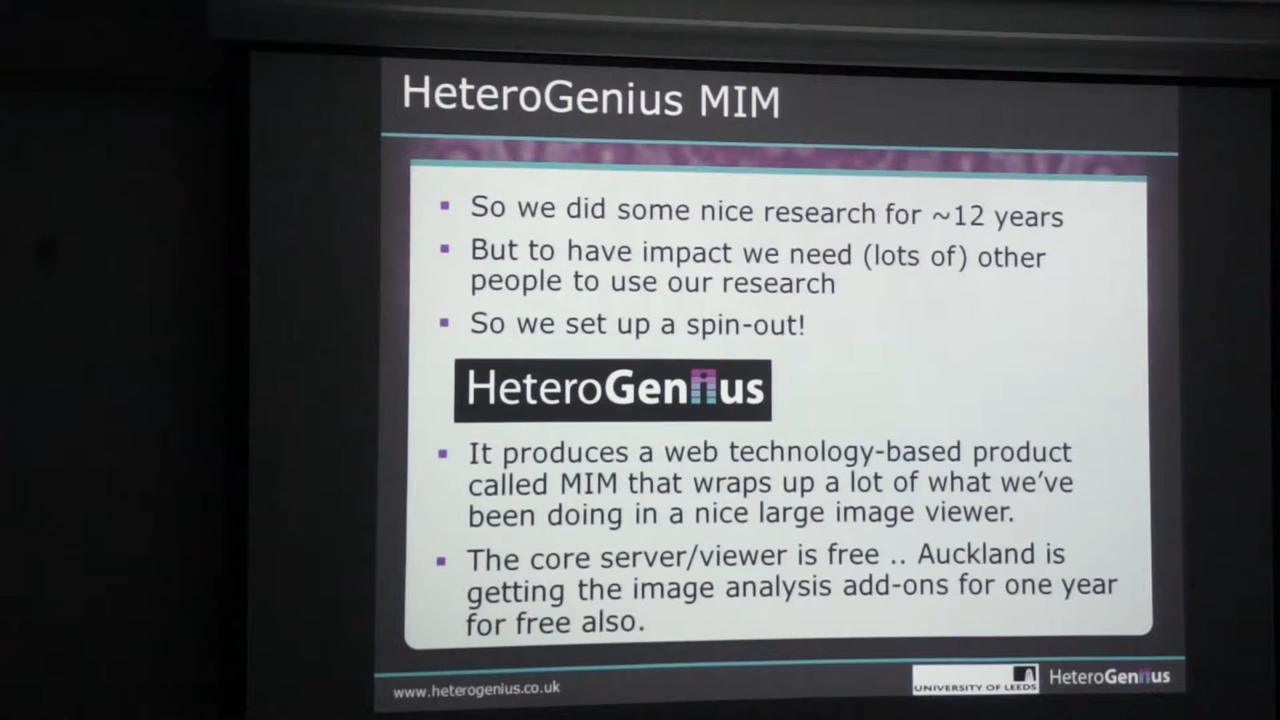 HeteroGenius MIM
So we did some nice research for ~12 years
But to have impact we need (lots of) other
people to use our research
So we set up a spin-out!
HeteroGenius
It produces a web technology-based product
called MIM that wraps up a lot of what we've
been doing in a nice large image viewer.
The core server/viewer is free .. Auckland is
getting the image analysis add-ons for one year
for free also.
www.heterogenius.co.uk
UNIVERSITY OF LEEDS
HeteroGenius